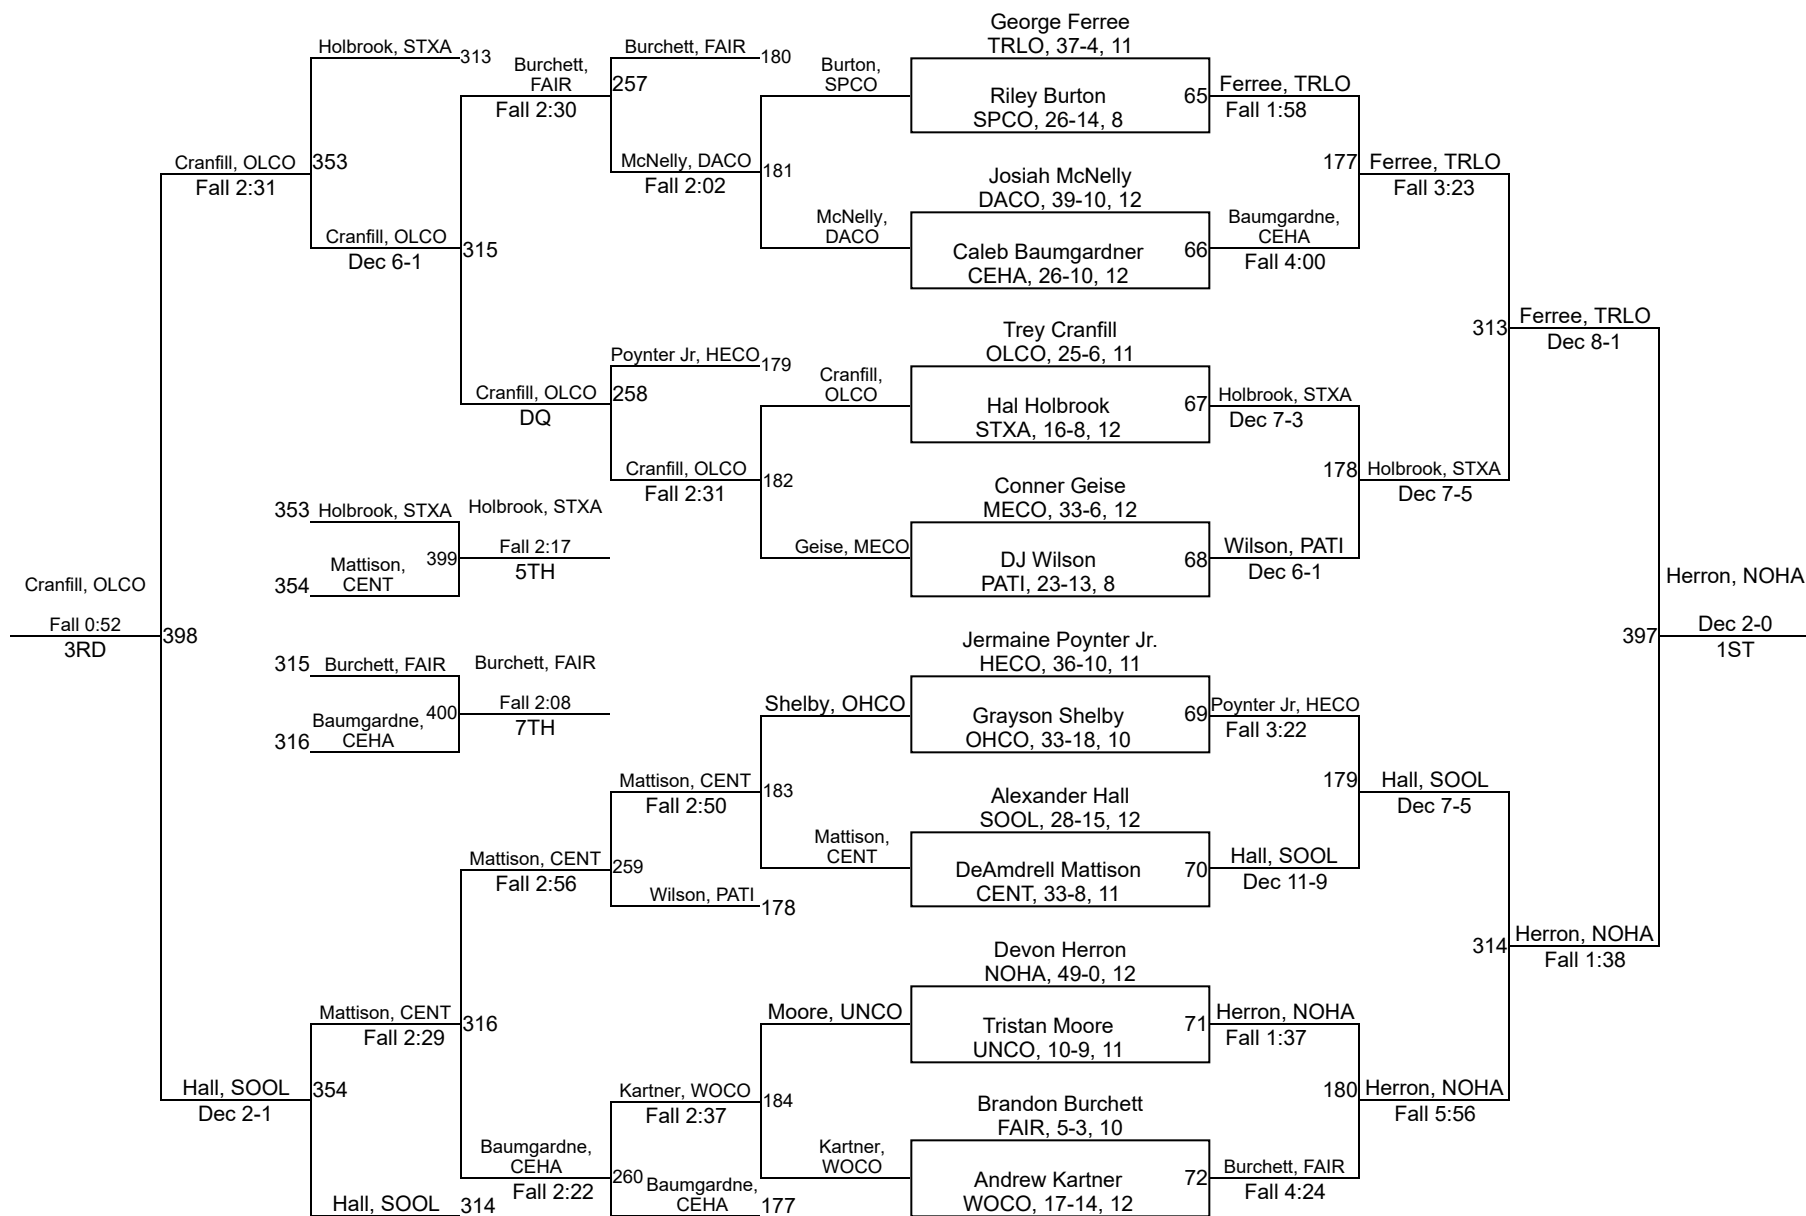 George Ferree
TRLO, 37-4, 11
Holbrook, STXA
313
Burchett, FAIR
180
Burchett,
FAIR
257
Fall 2:30
Burton,
SPCO
Riley Burton
SPCO, 26-14, 8
65
Ferree, TRLO
Fall 1:58
Cranfill, OLCO
353
Fall 2:31
McNelly, DACO
181
Fall 2:02
Josiah McNelly
DACO, 39-10, 12
177
Ferree, TRLO
Fall 3:23
Cranfill, OLCO
315
Dec 6-1
McNelly,
DACO
Caleb Baumgardner
CEHA, 26-10, 12
66
Baumgardne,
CEHA
Fall 4:00
Trey Cranfill
OLCO, 25-6, 11
313
Ferree, TRLO
Dec 8-1
Poynter Jr, HECO
179
Cranfill, OLCO
258
DQ
Cranfill,
OLCO
Hal Holbrook
STXA, 16-8, 12
67
Holbrook, STXA
Dec 7-3
Cranfill, OLCO
182
Fall 2:31
Conner Geise
MECO, 33-6, 12
178
Holbrook, STXA
Dec 7-5
353
Holbrook, STXA
Holbrook, STXA
399
Fall 2:17
5TH
354
Mattison,
CENT
Geise, MECO
DJ Wilson
PATI, 23-13, 8
68
Wilson, PATI
Dec 6-1
Cranfill, OLCO
Fall 0:52
3RD
398
Herron, NOHA
397
Dec 2-0
1ST
Jermaine Poynter Jr.
HECO, 36-10, 11
315
Burchett, FAIR
Burchett, FAIR
400
Fall 2:08
7TH
316
Baumgardne,
CEHA
Shelby, OHCO
Grayson Shelby
OHCO, 33-18, 10
69
Poynter Jr, HECO
Fall 3:22
Mattison, CENT
183
Fall 2:50
Alexander Hall
SOOL, 28-15, 12
179
Hall, SOOL
Dec 7-5
Mattison, CENT
259
Fall 2:56
Mattison,
CENT
DeAmdrell Mattison
CENT, 33-8, 11
70
Hall, SOOL
Dec 11-9
Wilson, PATI
178
Devon Herron
NOHA, 49-0, 12
314
Herron, NOHA
Fall 1:38
Mattison, CENT
316
Fall 2:29
Moore, UNCO
Tristan Moore
UNCO, 10-9, 11
71
Herron, NOHA
Fall 1:37
Hall, SOOL
354
Dec 2-1
Kartner, WOCO
184
Fall 2:37
Brandon Burchett
FAIR, 5-3, 10
180
Herron, NOHA
Fall 5:56
Baumgardne,
CEHA
260
Fall 2:22
Kartner,
WOCO
Andrew Kartner
WOCO, 17-14, 12
72
Burchett, FAIR
Fall 4:24
Hall, SOOL
314
Baumgardne,
CEHA
177